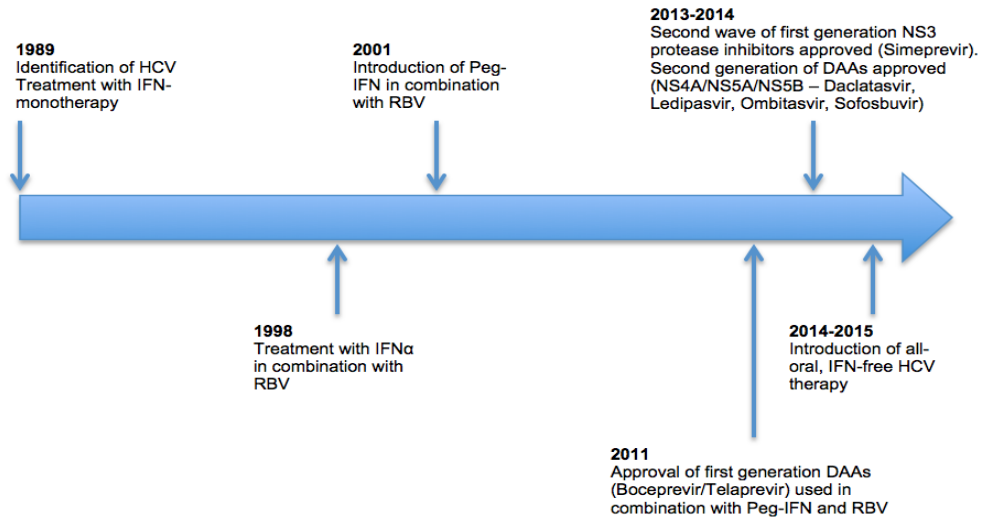 1989
Identification of HCV
Treatment with IFN-
monotherapy
2001
Introduction of Peg-
IFN in combination
with RBV
2013-2014
Second wave of first generation NS3
protease inhibitors approved (Simeprevir).
Second generation of DAAs approved
(NS4A/NS5A/NS5B – Daclatasvir,
Ledipasvir, Ombitasvir, Sofosbuvir)
1998
Treatment with IFNα
in combination with
RBV
2014-2015
Introduction of all-
oral, IFN-free HCV
therapy
2011
Approval of first generation DAAs
(Boceprevir/Telaprevir) used in
combination with Peg-IFN and RBV